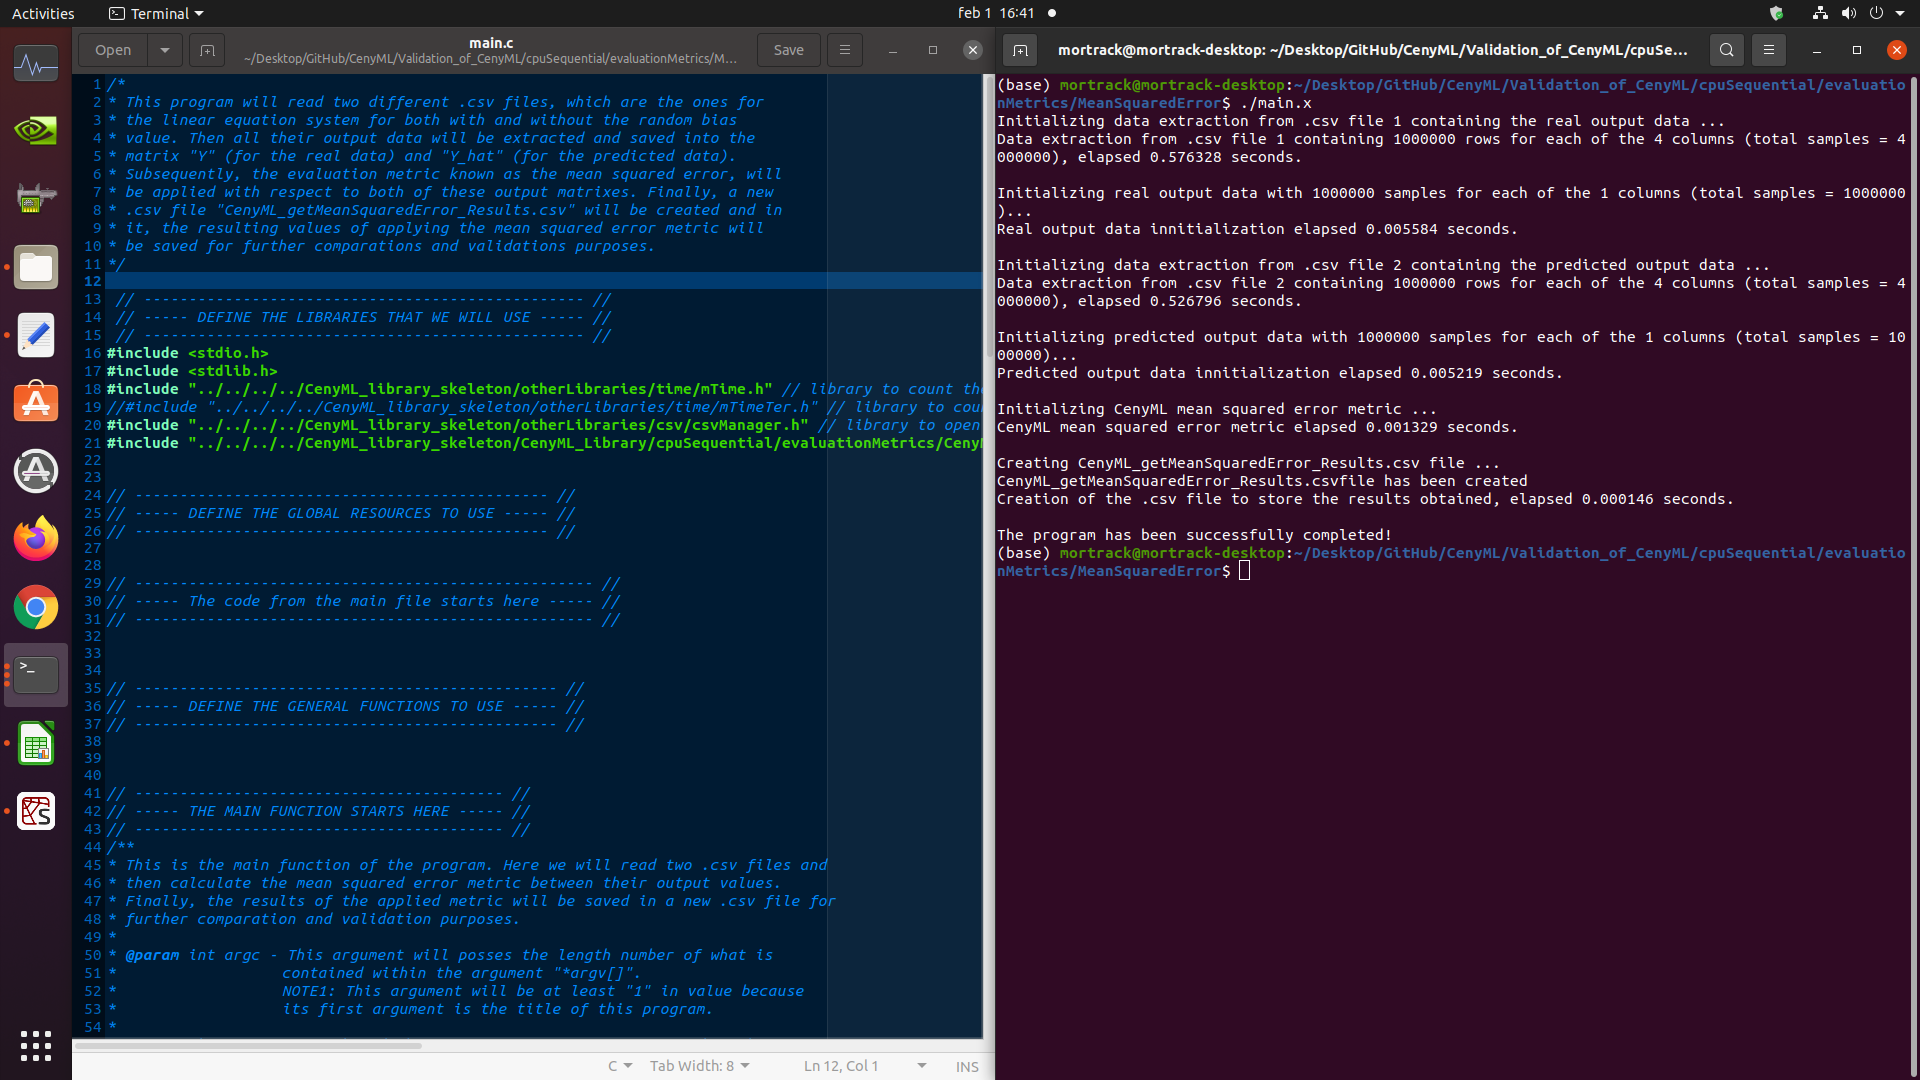 Activities
Terminal
feb 1 16:41
Open
main.c
~/Desktop/GitHub/CenyML/Validation_of_CenyML/cpuSequential/evaluationMetrics/M...
Save
1 /*
2 * This program will read two different .csv files, which are the ones for
3 * the linear equation system for both with and without the random bias
4 * value. Then all their output data will be extracted and saved into the
5 * matrix "Y" (for the real data) and "Y_hat" (for the predicted data).
6 * Subsequently, the evaluation metric known as the mean squared error, will
7 * be applied with respect to both of these output matrixes. Finally, a new
8 * .csv file "CenyML_getMeanSquaredError_Results.csv" will be created and in
9 * it, the resulting values of applying the mean squared error metric will
10 * be saved for further comparations and validations purposes.
11 */
12
13 // ------------------------------------------------- //
14 // ----- DEFINE THE LIBRARIES THAT WE WILL USE ----- //
15 // ------------------------------------------------- //
16 #include <stdio.h>
17 #include <stdlib.h>
18 #include "../../../../CenyML_library_skeleton/otherLibraries/time/mTime.h" // library to count the
19 //#include "../../../../CenyML_library_skeleton/otherLibraries/time/mTimeTer.h" // library to cou
20 #include "../../../../CenyML_library_skeleton/otherLibraries/csv/csvManager.h" // library to open
21 #include "../../../../CenyML_library_skeleton/CenyML_Library/cpuSequential/evaluationMetrics/CenyM
22
23
24 // ---------------------------------------------- //
25 // ----- DEFINE THE GLOBAL RESOURCES TO USE ----- //
26 // ---------------------------------------------- //
27
28
29 // --------------------------------------------------- //
30 // ----- The code from the main file starts here ----- //
31 // --------------------------------------------------- //
32
33
34
35 // ----------------------------------------------- //
36 // ----- DEFINE THE GENERAL FUNCTIONS TO USE ----- //
37 // ----------------------------------------------- //
38
39
40
41 // ----------------------------------------- //
42 // ----- THE MAIN FUNCTION STARTS HERE ----- //
43 // ----------------------------------------- //
44 /**
45 * This is the main function of the program. Here we will read two .csv files and
46 * then calculate the mean squared error metric between their output values.
47 * Finally, the results of the applied metric will be saved in a new .csv file for
48 * further comparation and validation purposes.
49 *
50 * @param int argc - This argument will posses the length number of what is
51 * contained within the argument "*argv[]".
52 * NOTE1: This argument will be at least "1" in value because
53 * its first argument is the title of this program.
54 *
C
Tab Width: 8
Ln 12, Col 1
INS
mortrack@mortrack-desktop: ~/Desktop/GitHub/CenyML/Validation_of_CenyML/cpuSe...
(base) mortrack@mortrack-desktop:~/Desktop/GitHub/CenyML/Validation_of_CenyML/cpuSequential/evaluatio
nMetrics/MeanSquaredError$ ./main.x
Initializing data extraction from .csv file 1 containing the real output data ...
Data extraction from .csv file 1 containing 1000000 rows for each of the 4 columns (total samples = 4
000000), elapsed 0.576328 seconds.
Initializing real output data with 1000000 samples for each of the 1 columns (total samples = 1000000
)...
Real output data innitialization elapsed 0.005584 seconds.
Initializing data extraction from .csv file 2 containing the predicted output data ...
Data extraction from .csv file 2 containing 1000000 rows for each of the 4 columns (total samples = 4
000000), elapsed 0.526796 seconds.
Initializing predicted output data with 1000000 samples for each of the 1 columns (total samples = 10
00000)...
Predicted output data innitialization elapsed 0.005219 seconds.
Initializing CenyML mean squared error metric ...
CenyML mean squared error metric elapsed 0.001329 seconds.
Creating CenyML_getMeanSquaredError_Results.csv file ...
CenyML_getMeanSquaredError_Results.csvfile has been created
Creation of the .csv file to store the results obtained, elapsed 0.000146 seconds.
The program has been successfully completed!
(base) mortrack@mortrack-desktop:~/Desktop/GitHub/CenyML/Validation_of_CenyML/cpuSequential/evaluatio
nMetrics/MeanSquaredError$